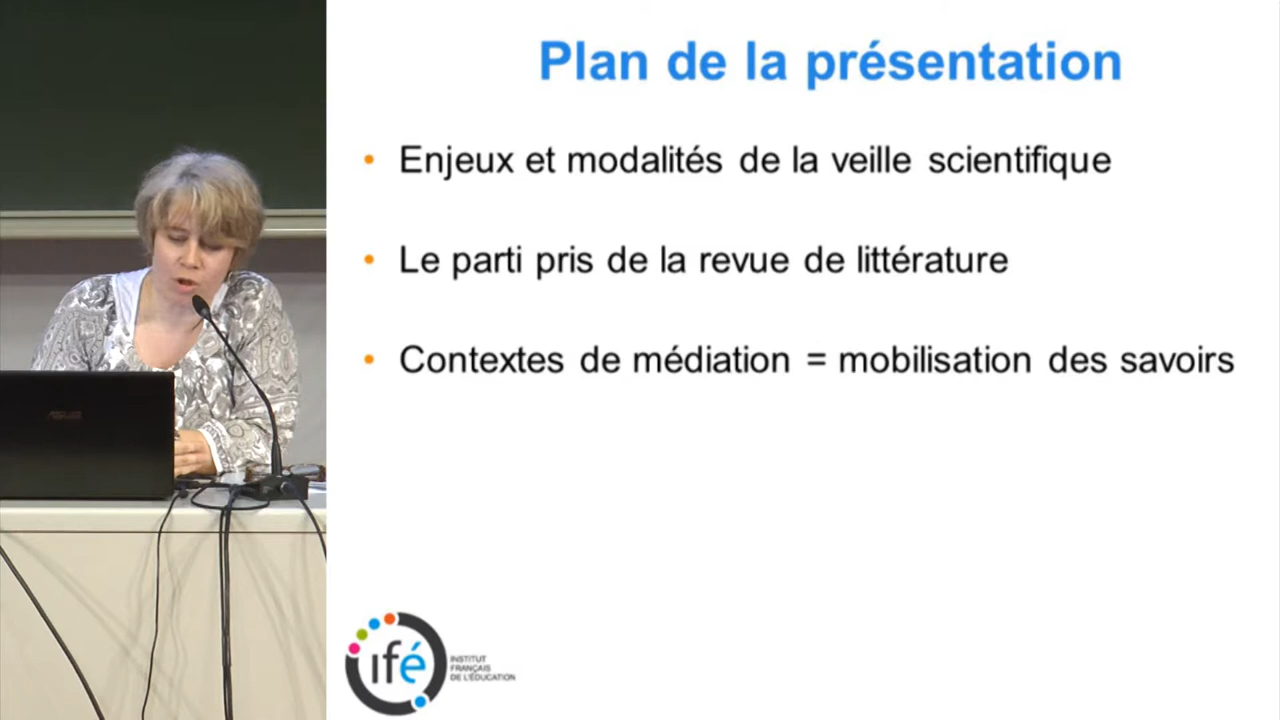 Plan de la présentation
• Enjeux et modalités de la veille scientifique
• Le parti pris de la revue de littérature
• Contextes de médiation = mobilisation des savoirs
ifé
INSTITUT
FRANÇAIS
DE L'ÉDUCATION
ASUS